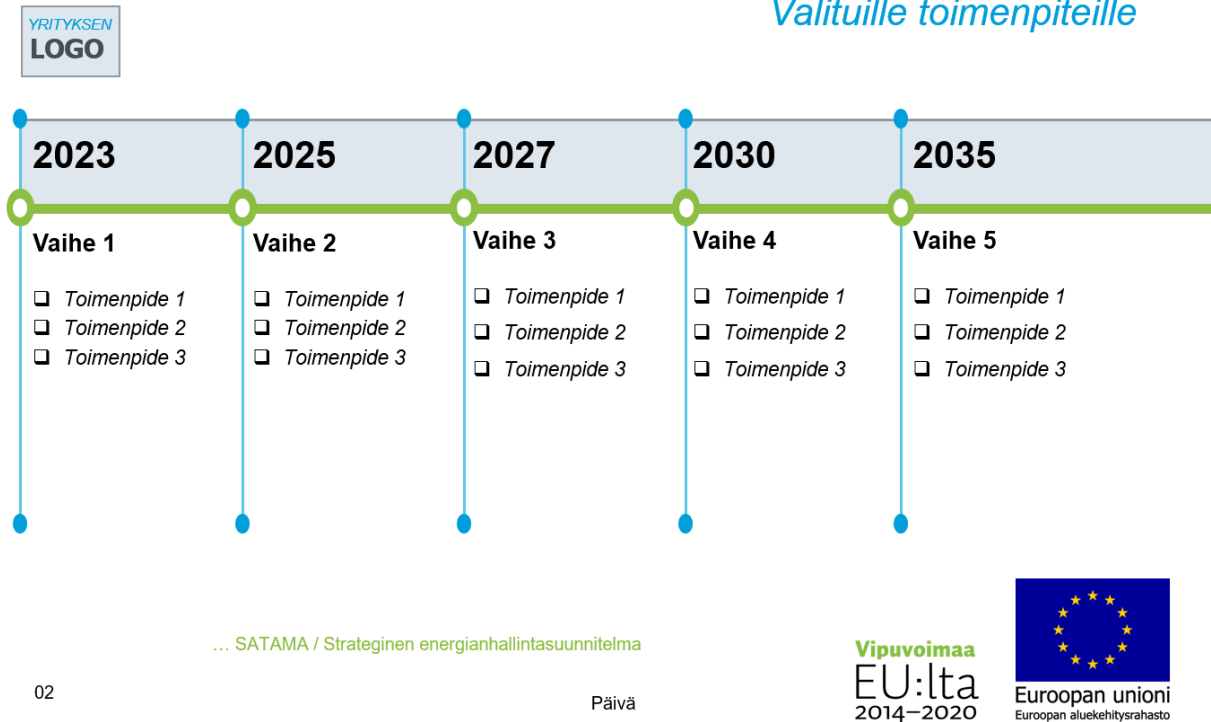 Valituille toimenpiteille
YRITYKSEN
LOGO
2023
2025
2027
2030
2035
Vaihe 1
Toimenpide 1
Toimenpide 2
Toimenpide 3
Vaihe 2
Toimenpide 1
Toimenpide 2
Toimenpide 3
Vaihe 3
Toimenpide 1
Toimenpide 2
Toimenpide 3
Vaihe 4
Toimenpide 1
Toimenpide 2
Toimenpide 3
Vaihe 5
Toimenpide 1
Toimenpide 2
Toimenpide 3
… SATAMA / Strateginen energianhallintasuunnitelma
02
Päivä
Vipuvoimaa
EU:lta
2014–2020
Euroopan unioni
Euroopan aluekehitysrahasto